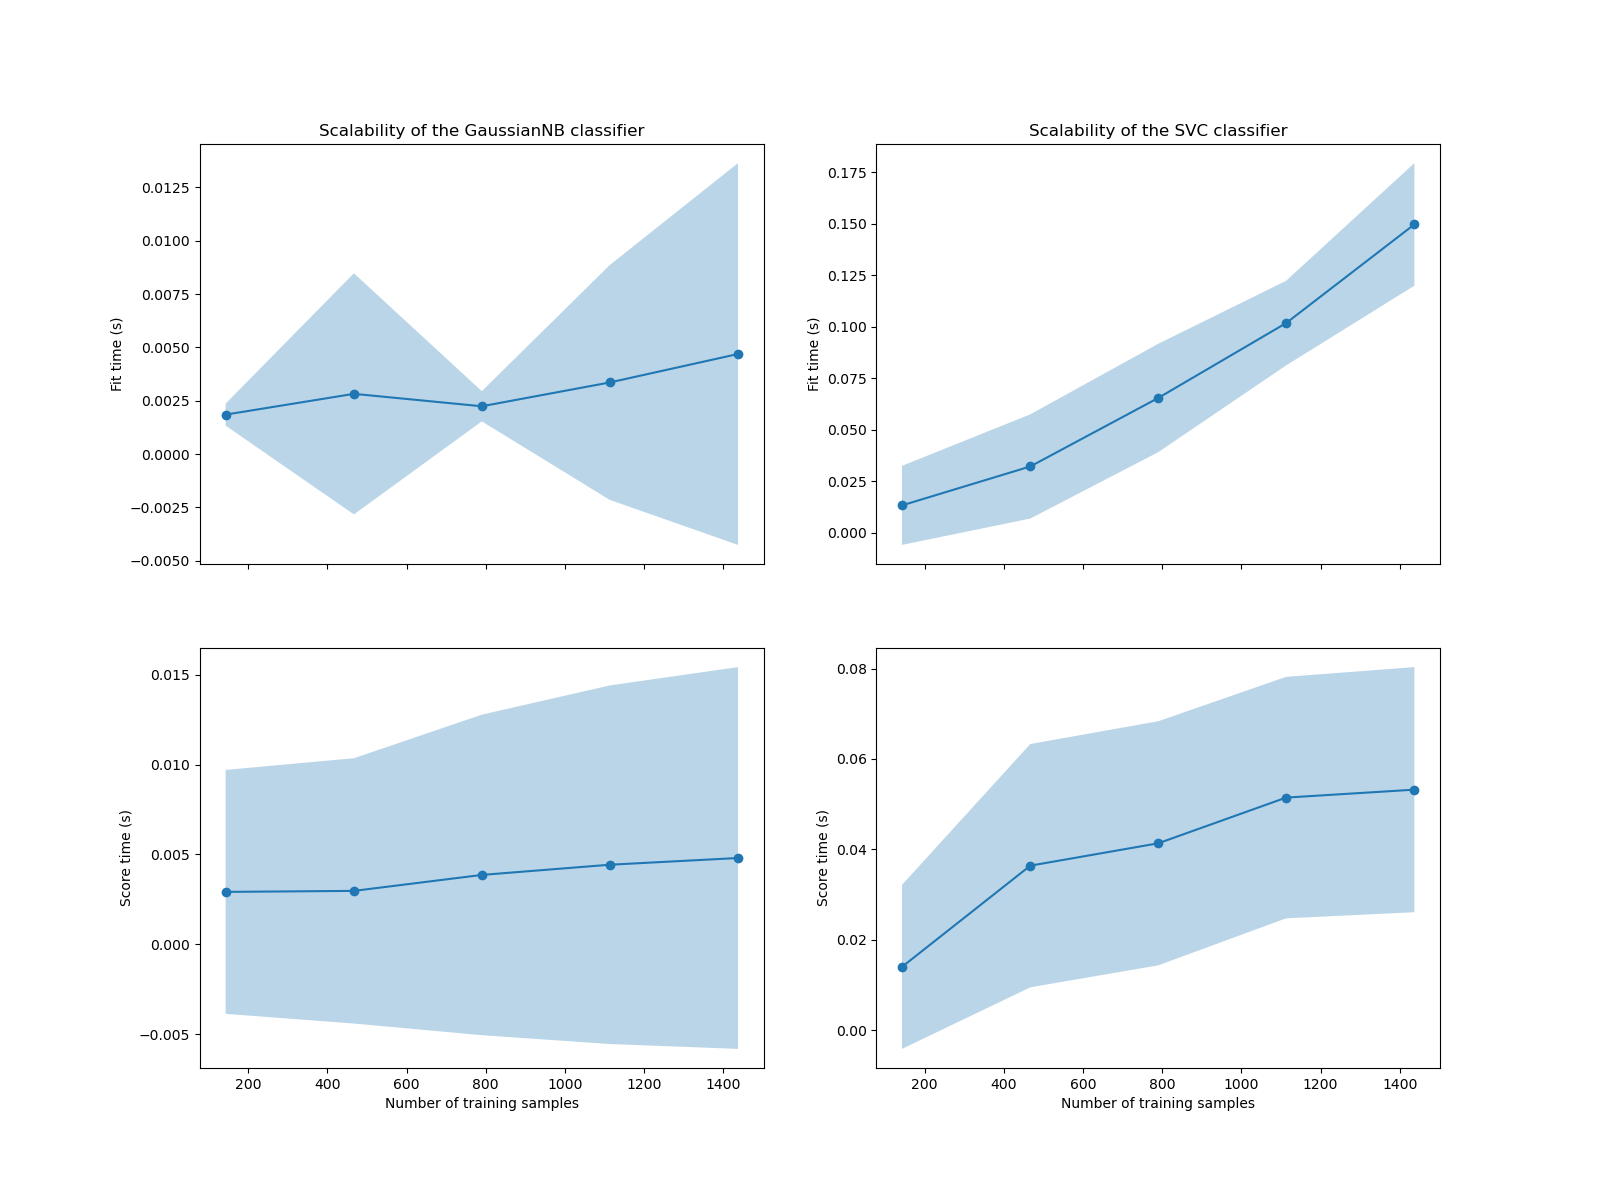 Scalability of the GaussianNB classifier
Fit time (s)
0.0125
0.0100
0.0075
0.0050
0.0025
0.0000
−0.0025
−0.0050
Scalability of the SVC classifier
Fit time (s)
0.175
0.150
0.125
0.100
0.075
0.050
0.025
0.000
Score time (s)
0.015
0.010
0.005
0.000
−0.005
200 400 600 800 1000 1200 1400
Number of training samples
Score time (s)
0.08
0.06
0.04
0.02
0.00
200 400 600 800 1000 1200 1400
Number of training samples